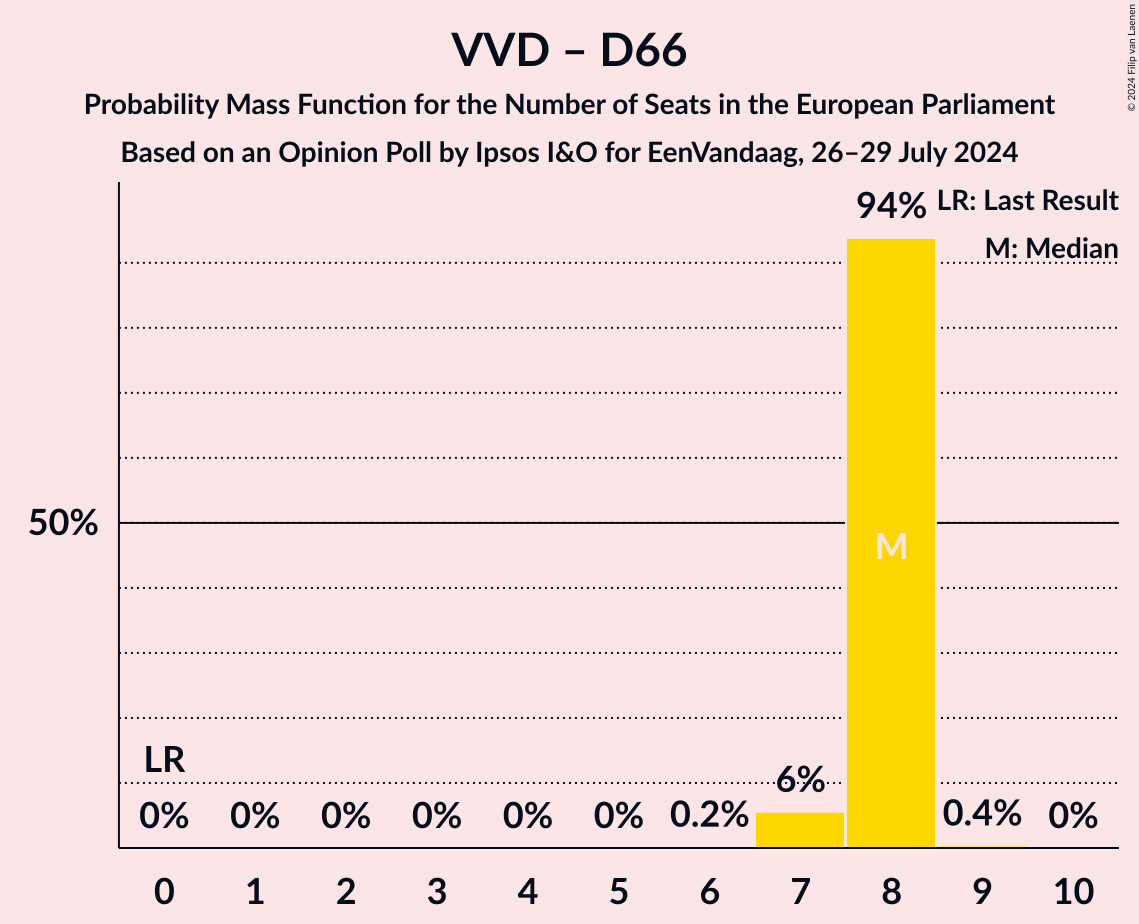 VVD – D66
Probability Mass Function for the Number of Seats in the European Parliament
Based on an Opinion Poll by Ipsos I&O for EenVandaag, 26–29 July 2024
© 2024 Filip van Laenen
94%
LR: Last Result
M: Median
50%
M
LR
6%
0% 0% 0% 0% 0% 0% 0.2% 0.4% 0%
0 1 2 3 4 5 6 7 8 9 10